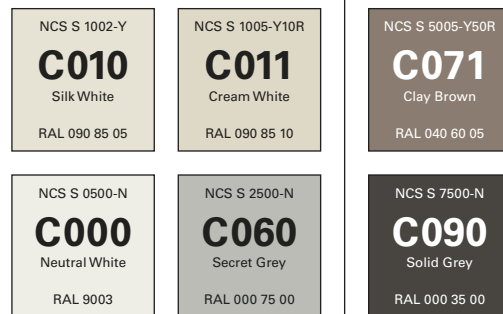 NCS S 1002-Y
C010
Silk White
RAL 090 85 05
NCS S 1005-Y10R
C011
Cream White
RAL 090 85 10
NCS S 5005-Y50R
C071
Clay Brown
RAL 040 60 05
NCS S 0500-N
C000
Neutral White
RAL 9003
NCS S 2500-N
C060
Secret Grey
RAL 000 75 00
NCS S 7500-N
C090
Solid Grey
RAL 000 35 00